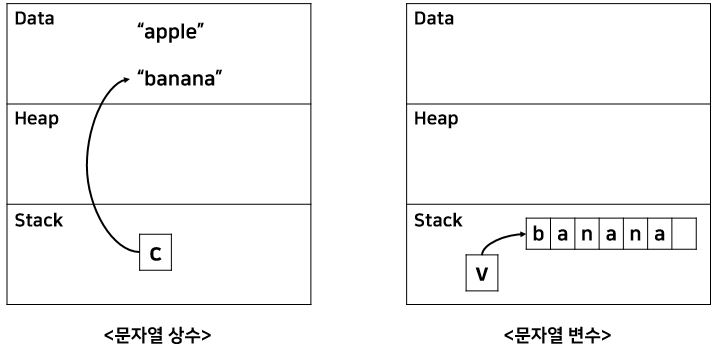 Data
“apple”
“banana”
Heap
Stack
c
<문자열 상수>
Data
Heap
Stack
b a n a n a
v
<문자열 변수>